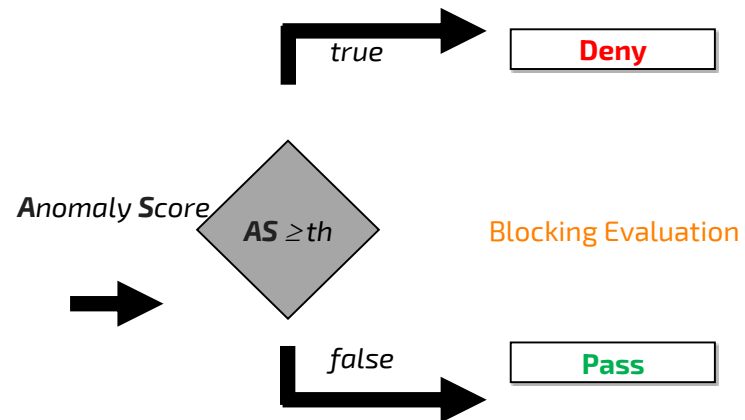 true
Deny
Anomaly Score
AS ≥th
Blocking Evaluation
false
Pass